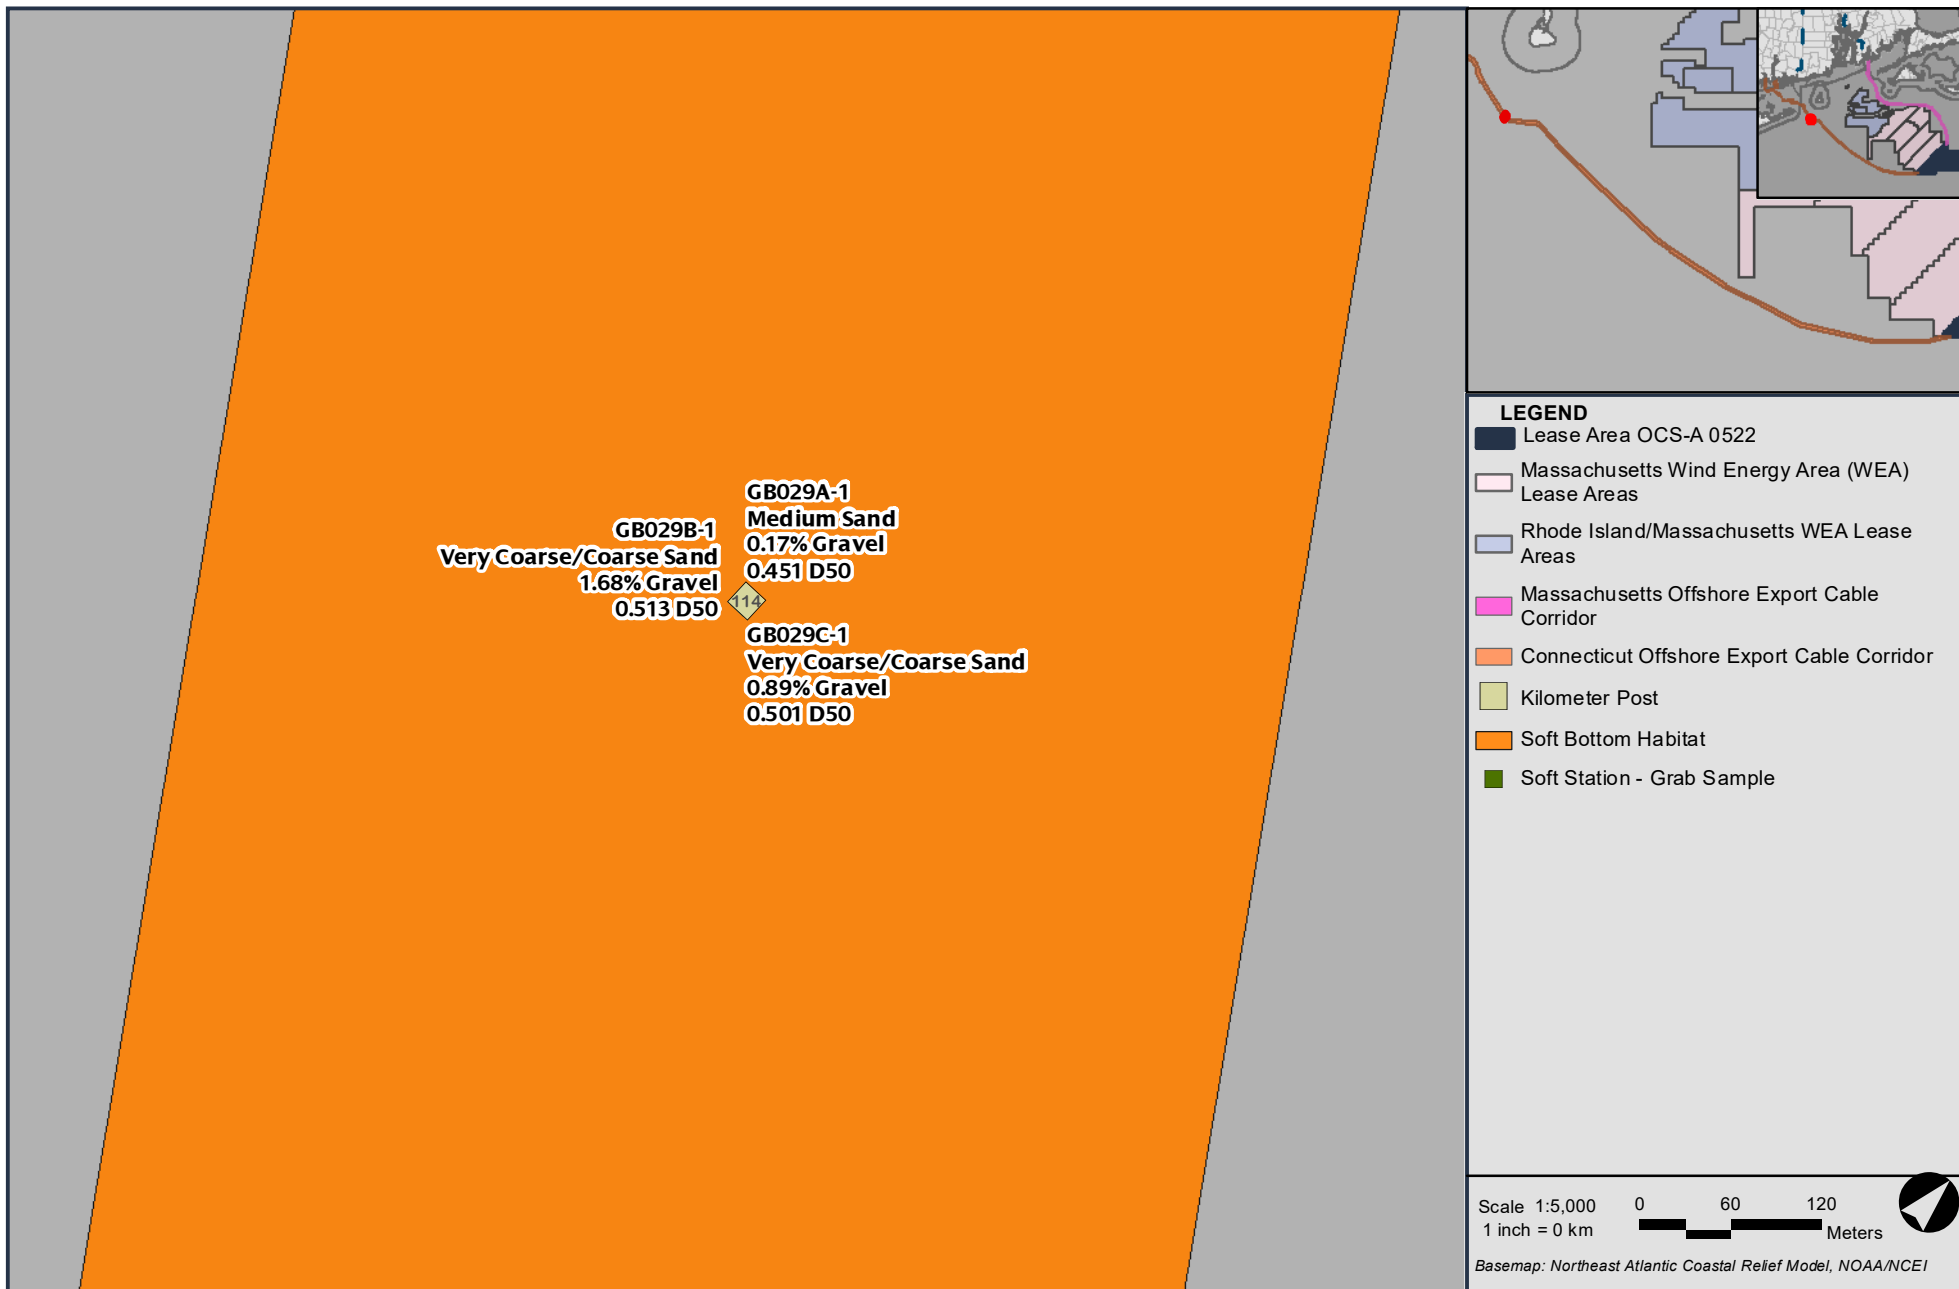 GB029A-1
Medium Sand
0.17% Gravel
0.451 D50
GB029B-1
Very Coarse/Coarse Sand
1.68% Gravel
0.513 D50
114
GB029C-1
Very Coarse/Coarse Sand
0.89% Gravel
0.501 D50
LEGEND
Lease Area OCS-A 0522
Massachusetts Wind Energy Area (WEA)
Lease Areas
Rhode Island/Massachusetts WEA Lease
Areas
Massachusetts Offshore Export Cable
Corridor
Connecticut Offshore Export Cable Corridor
Kilometer Post
Soft Bottom Habitat
Soft Station - Grab Sample
Scale 1:5,000
1 inch = 0 km
0 60 120
Meters
Basemap: Northeast Atlantic Coastal Relief Model, NOAA/NCEI